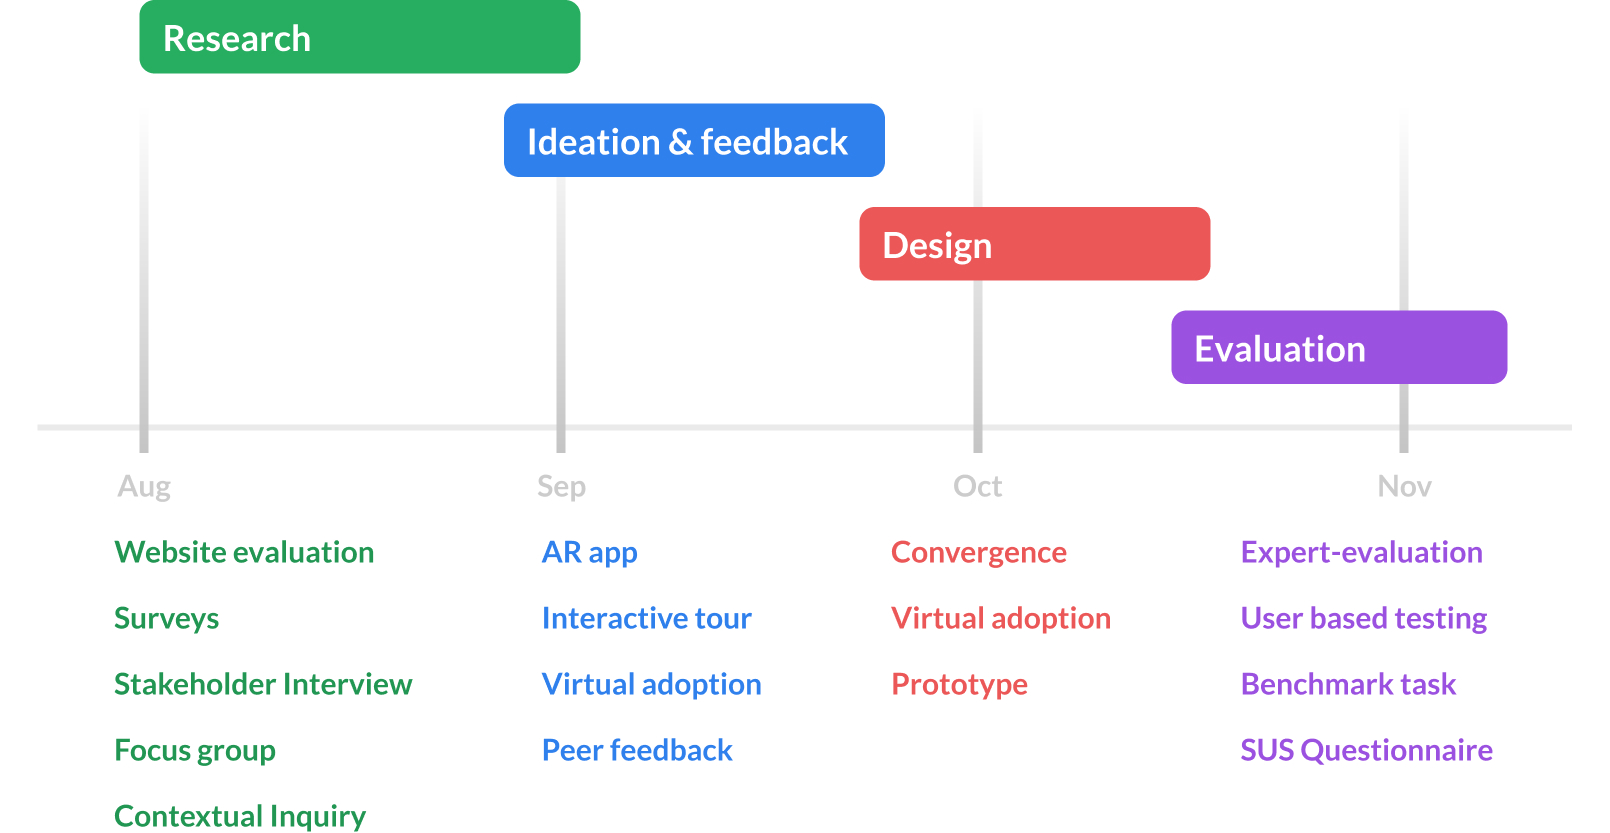 Research
Ideation & feedback
Design
Evaluation
Aug
Sep
Oct
Nov
Website evaluation
Surveys
Stakeholder Interview
Focus group
Contextual Inquiry
AR app
Interactive tour
Virtual adoption
Peer feedback
Convergence
Virtual adoption
Prototype
Expert-evaluation
User based testing
Benchmark task
SUS Questionnaire